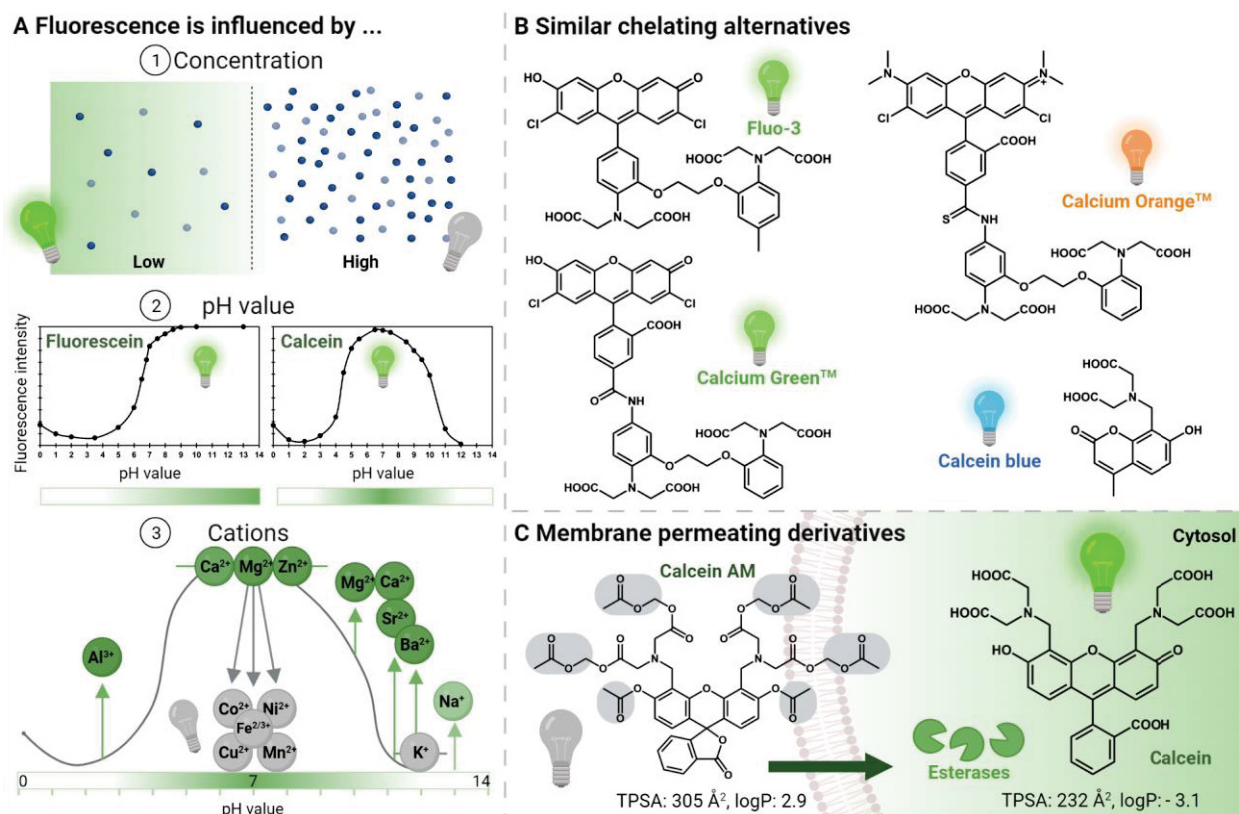 A Fluorescence is influenced by ...
1 Concentration
Low
High
2 pH value
Fluorescence intensity
Fluorescein
0 1 2 3 4 5 6 7 8 9 10 11 12 13 14
pH value
Calcein
0 1 2 3 4 5 6 7 8 9 10 11 12 13 14
pH value
3 Cations
Ca²⁺ Mg²⁺ Zn²⁺
Mg²⁺ Ca²⁺
Sr²⁺
Ba²⁺
Al³⁺
Na⁺
Co²⁺ Ni²⁺
Fe²/³⁺
Cu²⁺ Mn²⁺
K⁺
0 7 14
pH value
B Similar chelating alternatives
HO O O
Cl Cl
Fluo-3
HOOC N COOH
O O
HOOC N COOH
N O N⁺
Cl Cl
COOH
Calcium Orange™
S NH
HOOC N COOH
O O
HOOC N COOH
HO O O
Cl Cl
COOH
Calcium Green™
O NH
HOOC N COOH
O O
HOOC N COOH
HOOC
HOOC N
O O OH
Calcein blue
C Membrane permeating derivatives
Calcein AM
O O
O O O O
O O
O O
O O N N O O
O O O O
O O O
O
O
TPSA: 305 Å², logP: 2.9
Cytosol
HOOC COOH
HOOC N N COOH
HO O O
COOH
Esterases
Calcein
TPSA: 232 Å², logP: - 3.1